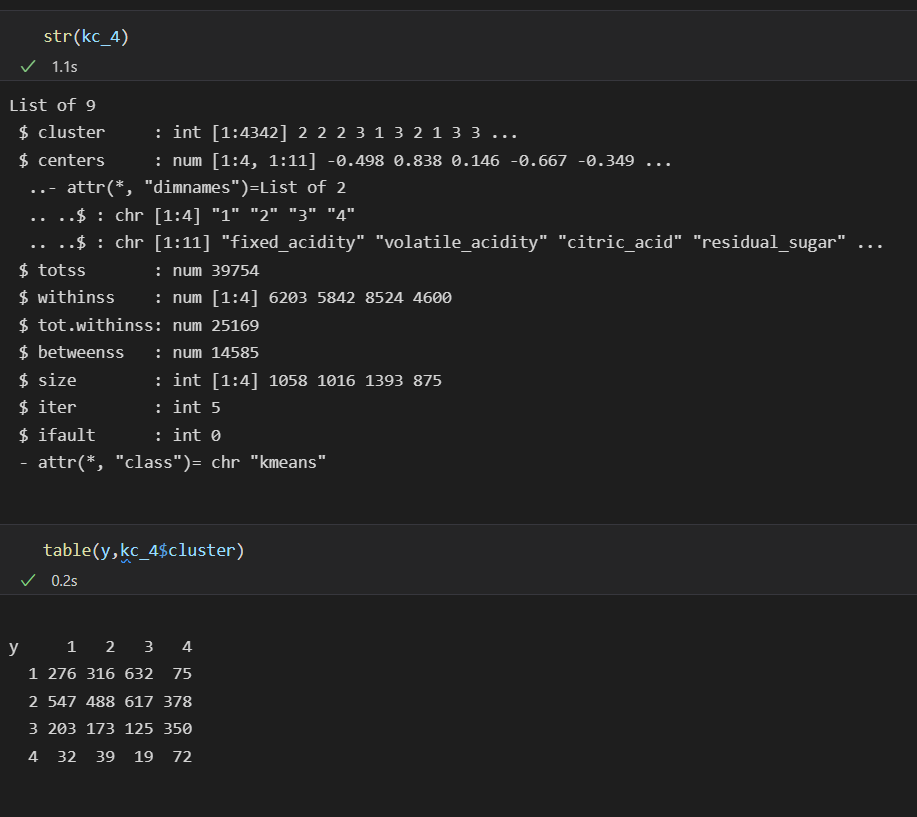 str(kc_4)
1.1s
List of 9
$ cluster : int [1:4342] 2 2 2 3 1 3 2 1 3 3 ...
$ centers : num [1:4, 1:11] -0.498 0.838 0.146 -0.667 -0.349 ...
..- attr(*, "dimnames")=List of 2
.. ..$ : chr [1:4] "1" "2" "3" "4"
.. ..$ : chr [1:11] "fixed_acidity" "volatile_acidity" "citric_acid" "residual_sugar" ...
$ totss : num 39754
$ withinss : num [1:4] 6203 5842 8524 4600
$ tot.withinss: num 25169
$ betweenss : num 14585
$ size : int [1:4] 1058 1016 1393 875
$ iter : int 5
$ ifault : int 0
- attr(*, "class")= chr "kmeans"
table(y,kc_4$cluster)
0.2s
y 1 2 3 4
1 276 316 632 75
2 547 488 617 378
3 203 173 125 350
4 32 39 19 72